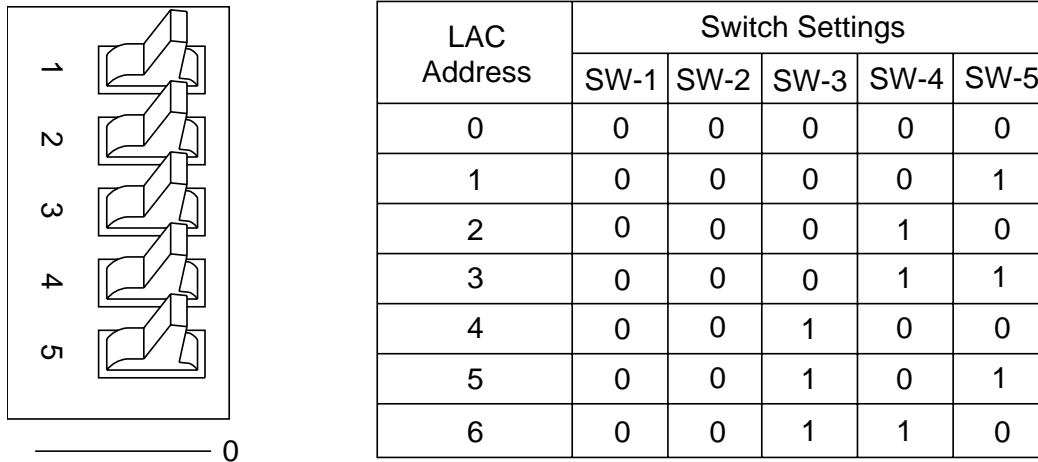 1
2
3
4
5
0
LAC Address
Switch Settings
SW-1 SW-2 SW-3 SW-4 SW-5
0 0 0 0 0 0
1 0 0 0 0 1
2 0 0 0 1 0
3 0 0 0 1 1
4 0 0 1 0 0
5 0 0 1 0 1
6 0 0 1 1 0